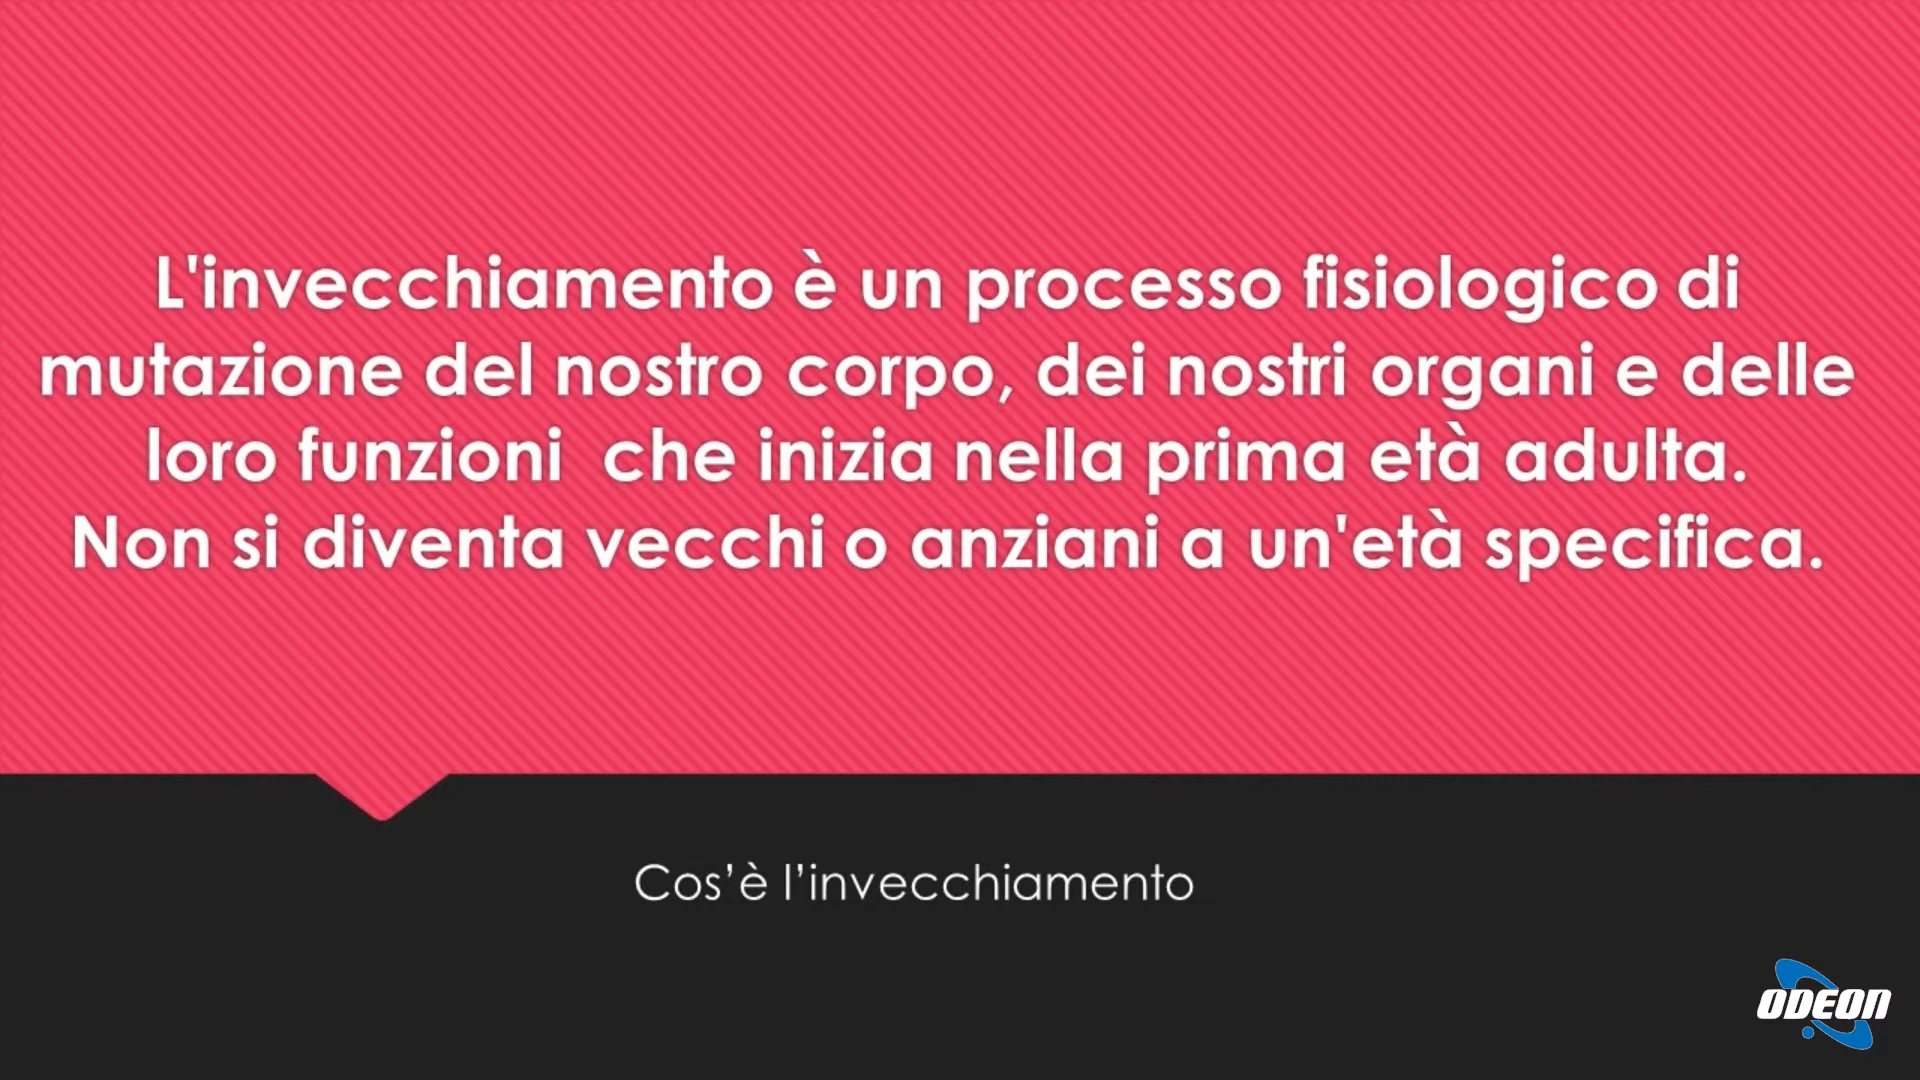 L'invecchiamento è un processo fisiologico di
mutazione del nostro corpo, dei nostri organi e delle
loro funzioni  che inizia nella prima età adulta.
Non si diventa vecchi o anziani a un'età specifica.
Cos’è l’invecchiamento
ODEON